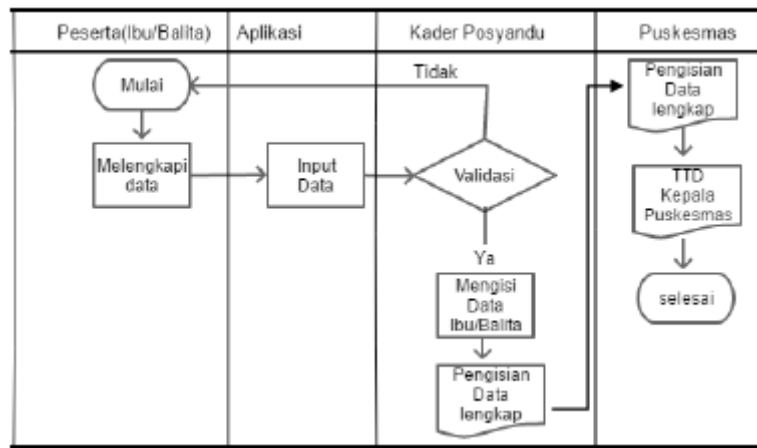 Peserta(Ibu/Balita)
Aplikasi
Kader Posyandu
Puskesmas
Mulai
Tidak
Pengisian
Data
lengkap
Melengkapi
data
Input
Data
Validasi
TTD
Kepala
Puskesmas
Ya
Mengisi
Data
Ibu/Balita
selesai
Pengisian
Data
lengkap